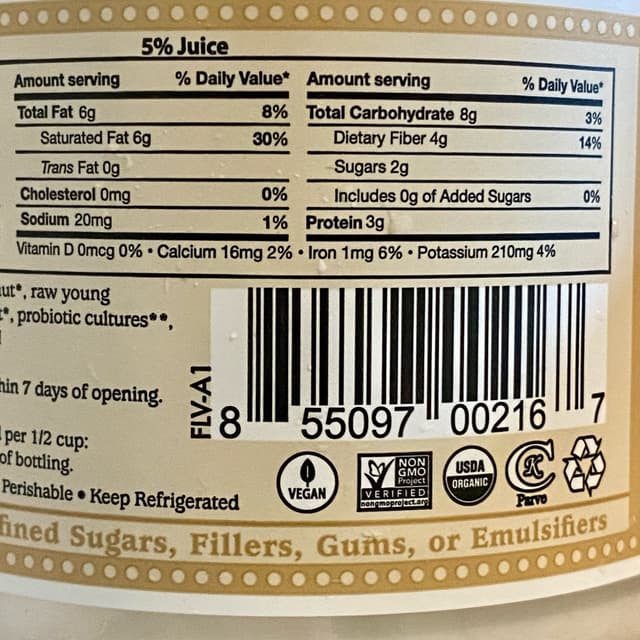 5% Juice
Amount serving % Daily Value*
Total Fat 6g 8%
Saturated Fat 6g 30%
Trans Fat 0g
Cholesterol 0mg 0%
Sodium 20mg 1%
Amount serving % Daily Value*
Total Carbohydrate 8g 3%
Dietary Fiber 4g 14%
Sugars 2g
Includes 0g of Added Sugars 0%
Protein 3g
Vitamin D 0mcg 0% • Calcium 16mg 2% • Iron 1mg 6% • Potassium 210mg 4%
ut*, raw young
*, probiotic cultures**,
hin 7 days of opening.
per 1/2 cup:
of bottling.
Perishable • Keep Refrigerated
FLV-A1
8 55097 00216 7
VEGAN
NON
GMO
Project
VERIFIED
nongmoproject.org
USDA
ORGANIC
K
Parve
fined Sugars, Fillers, Gums, or Emulsifiers